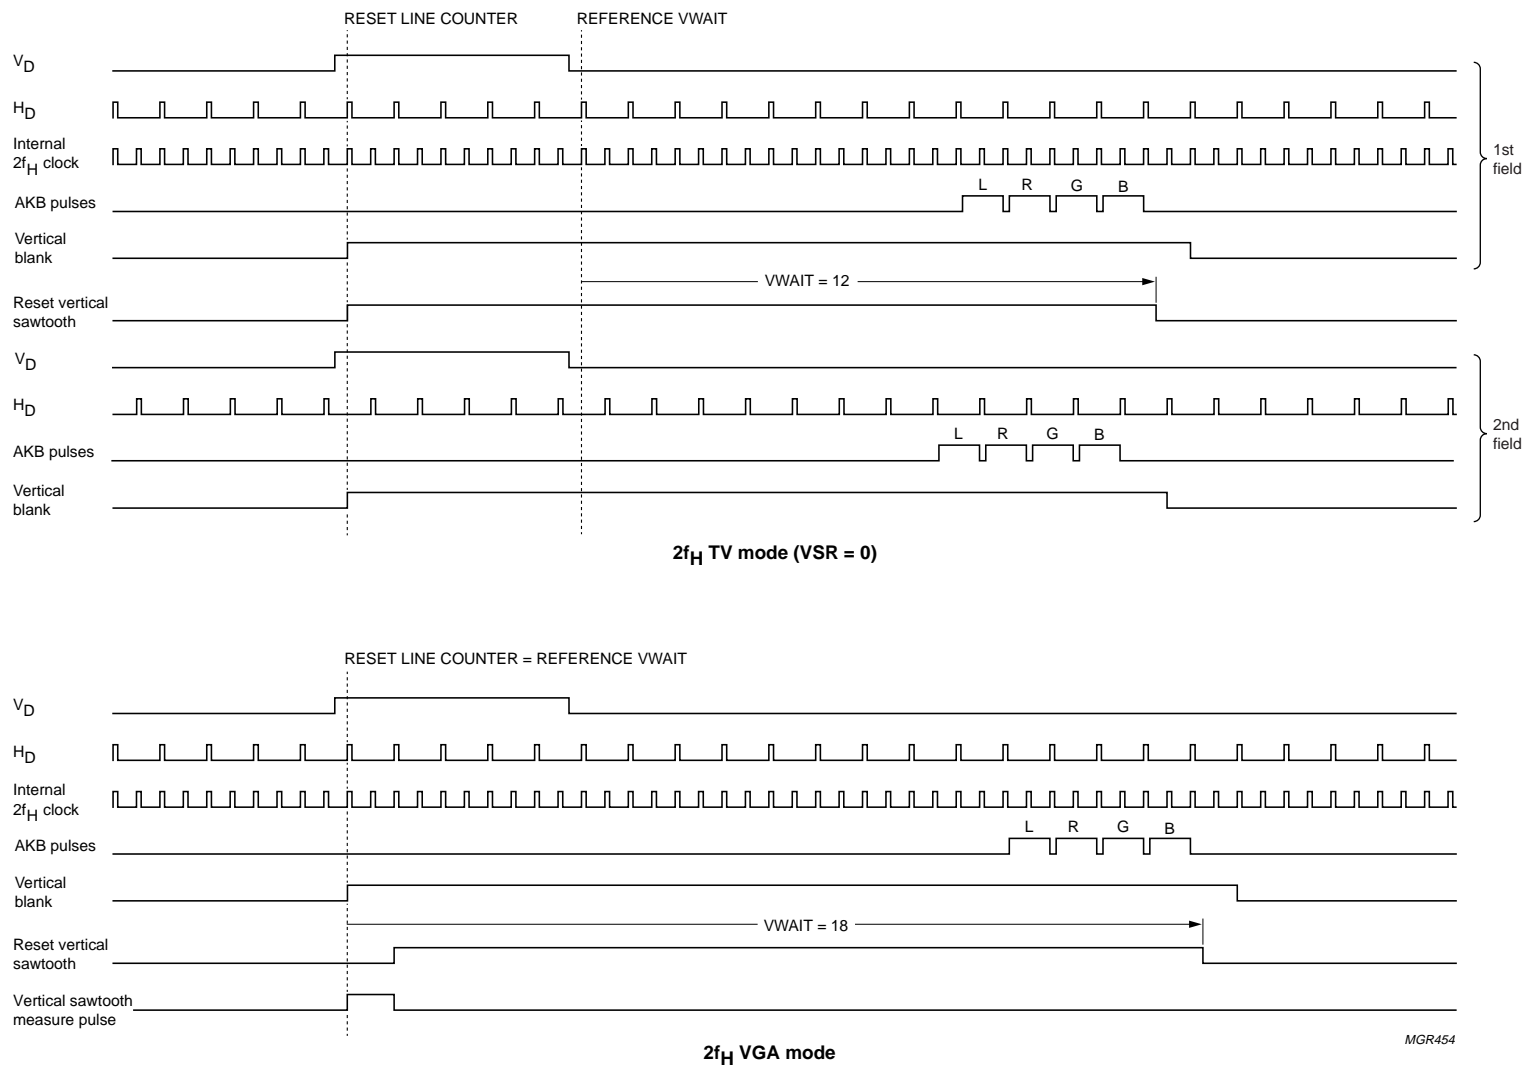 RESET LINE COUNTER
REFERENCE VWAIT
VD
HD
Internal
2fH clock
AKB pulses
L R G B
Vertical
blank
VWAIT = 12
Reset vertical
sawtooth
1st
field
VD
HD
AKB pulses
L R G B
Vertical
blank
2nd
field
2fH TV mode (VSR = 0)
RESET LINE COUNTER = REFERENCE VWAIT
VD
HD
Internal
2fH clock
AKB pulses
L R G B
Vertical
blank
VWAIT = 18
Reset vertical
sawtooth
Vertical sawtooth
measure pulse
MGR454
2fH VGA mode